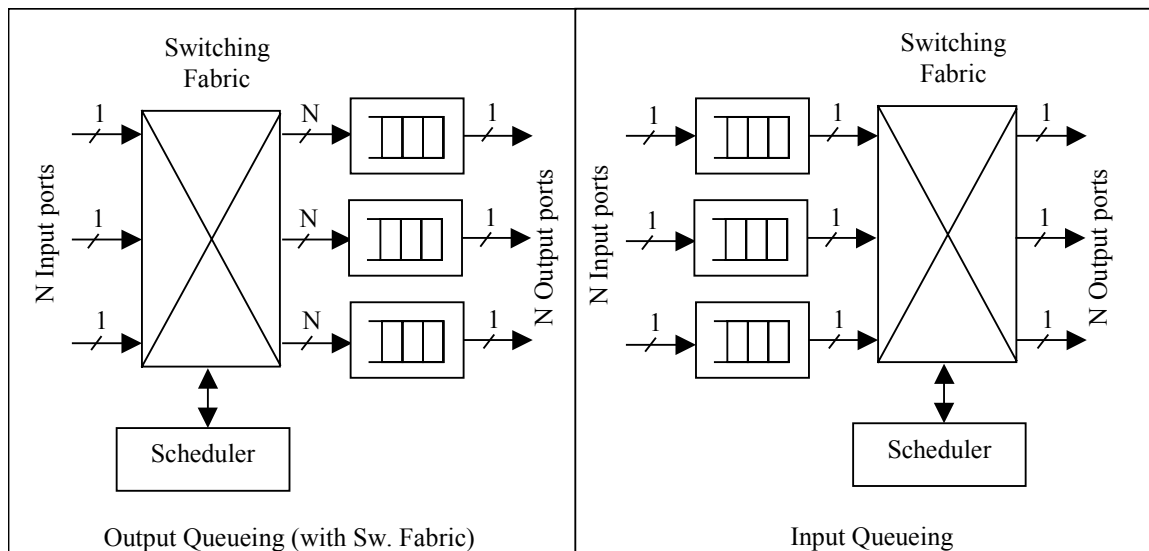 Switching
Fabric
N Input ports
1
N
1
1
N
1
1
N
1
N Output ports
Scheduler
Output Queueing (with Sw. Fabric)
Switching
Fabric
N Input ports
1
1
1
1
1
1
1
1
1
N Output ports
Scheduler
Input Queueing